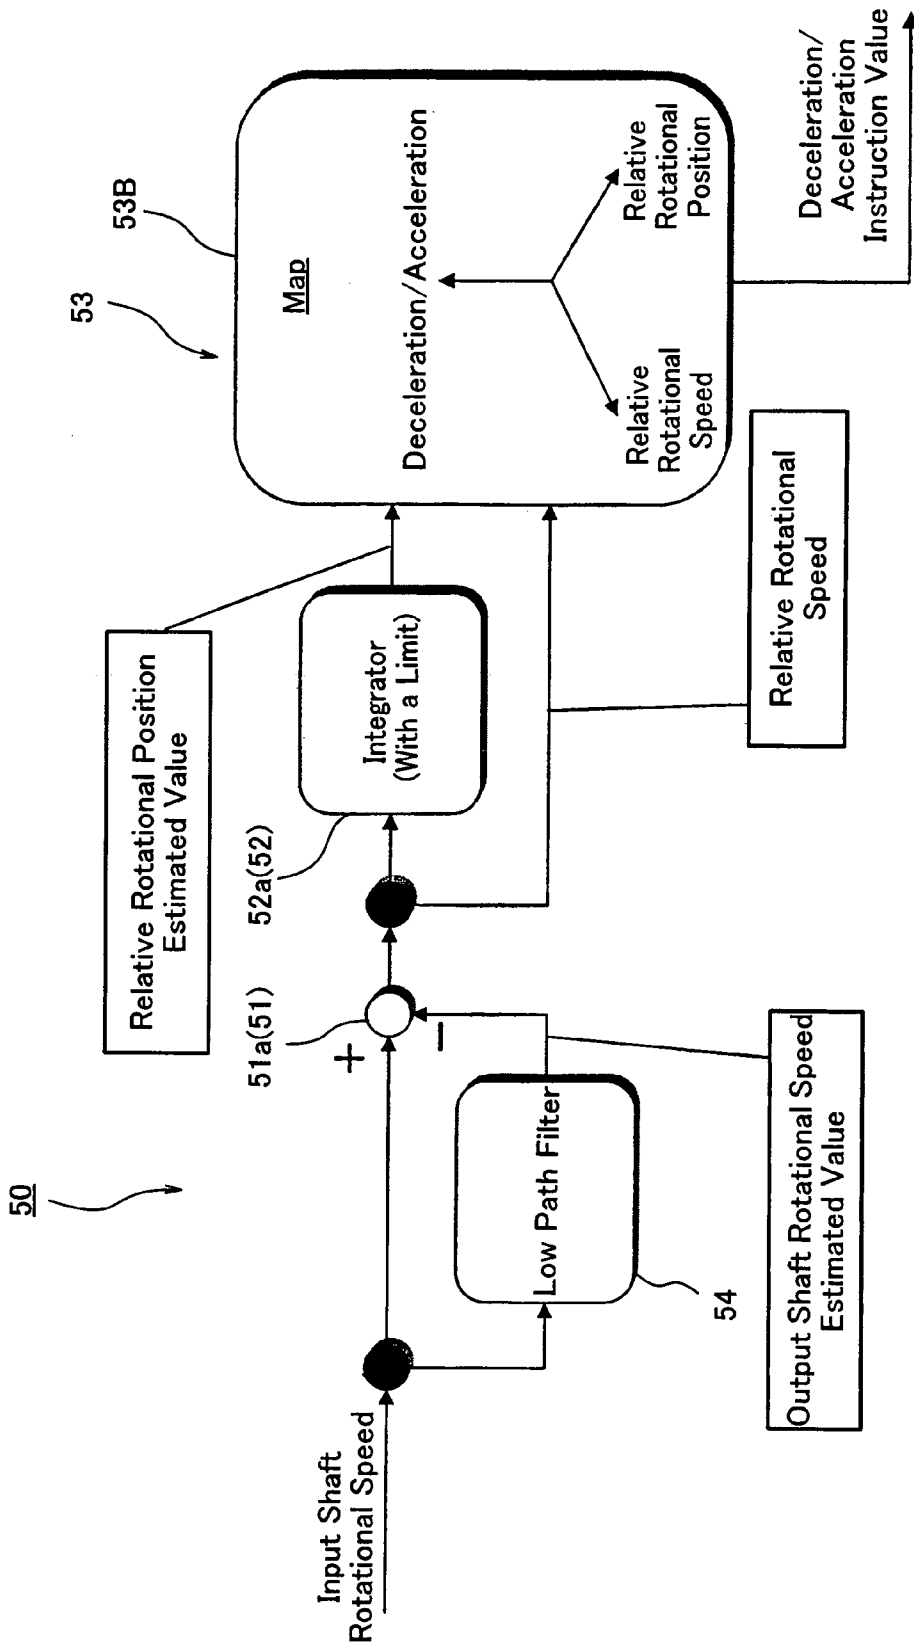 50
Input Shaft
Rotational Speed
Low Path Filter
54
Output Shaft Rotational Speed
Estimated Value
51a(51)
+
−
52a(52)
Integrator
(With a Limit)
Relative Rotational Position
Estimated Value
Relative Rotational
Speed
53
53B
Map
Deceleration/Acceleration
Relative
Rotational
Speed
Relative
Rotational
Position
Deceleration/
Acceleration
Instruction Value